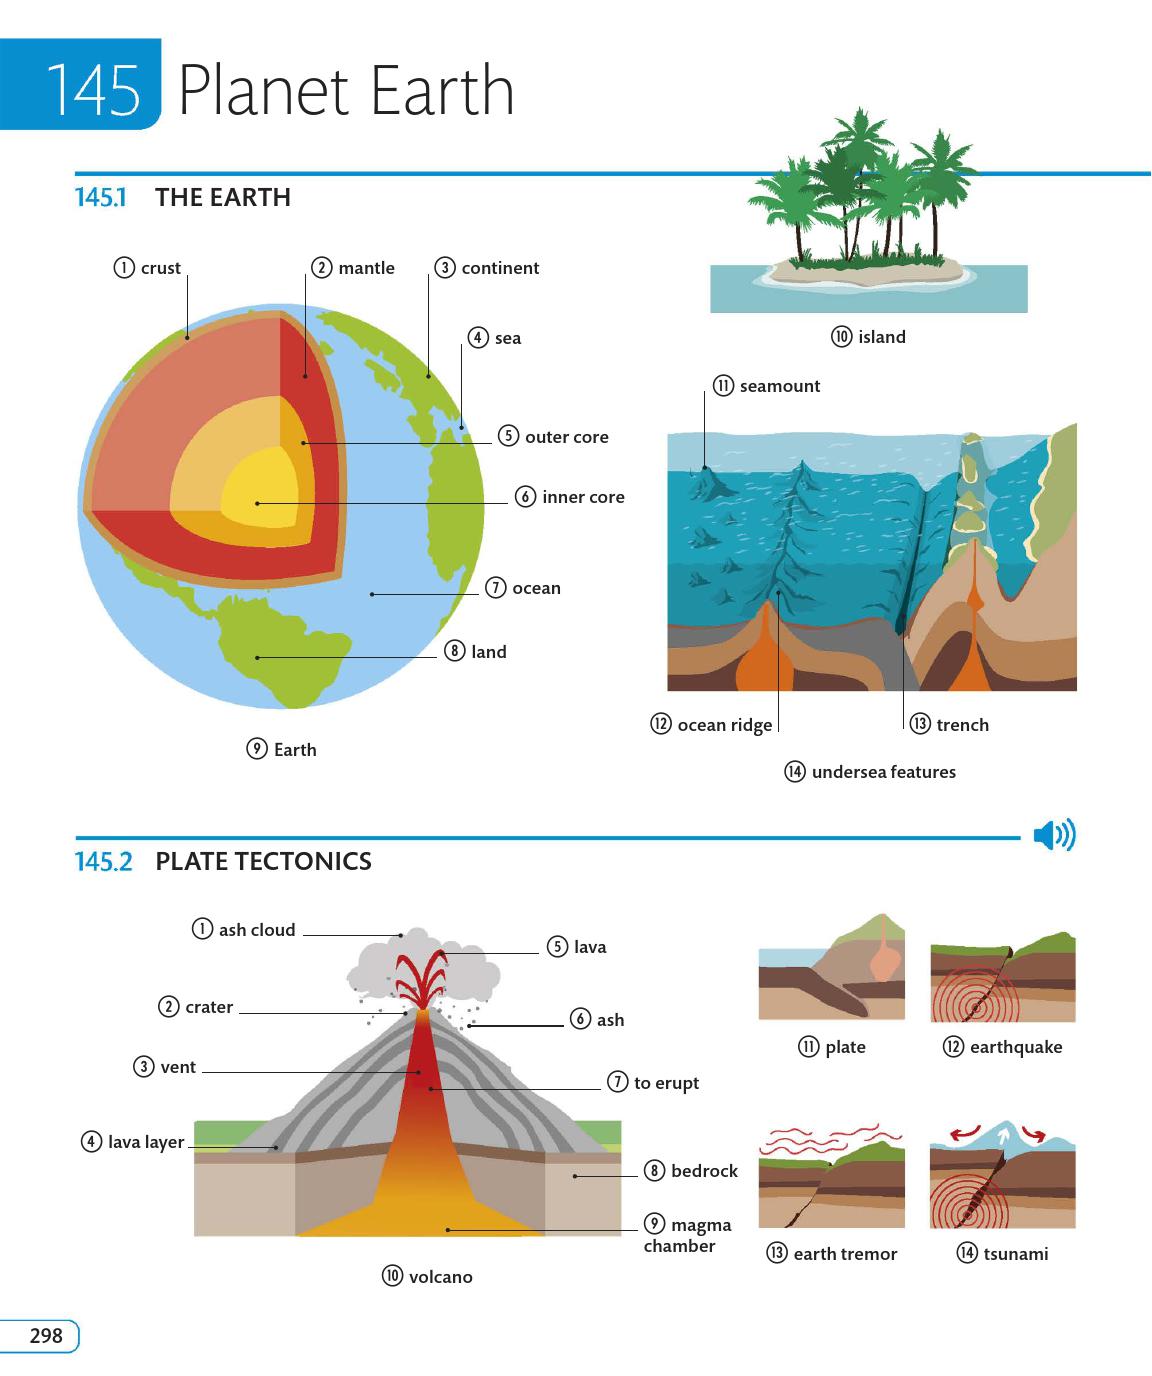 145 Planet Earth
145.1 THE EARTH
1 crust
2 mantle
3 continent
4 sea
5 outer core
6 inner core
7 ocean
8 land
9 Earth
10 island
11 seamount
12 ocean ridge
13 trench
14 undersea features
145.2 PLATE TECTONICS
1 ash cloud
2 crater
3 vent
4 lava layer
5 lava
6 ash
7 to erupt
8 bedrock
9 magma
chamber
10 volcano
11 plate
12 earthquake
13 earth tremor
14 tsunami
298